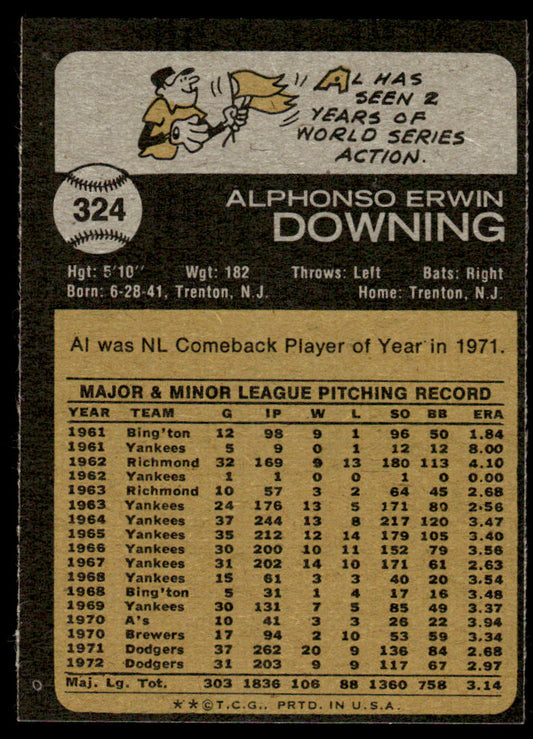 AL HAS
SEEN 2
YEARS OF
WORLD SERIES
ACTION.
324
ALPHONSO ERWIN
DOWNING
Hgt: 5'10" Wgt: 182 Throws: Left Bats: Right
Born: 6-28-41, Trenton, N.J. Home: Trenton, N.J.
Al was NL Comeback Player of Year in 1971.
MAJOR & MINOR LEAGUE PITCHING RECORD
YEAR TEAM G IP W L SO BB ERA
1961 Bing'ton 12 98 9 1 96 50 1.84
1961 Yankees 5 9 0 1 12 12 8.00
1962 Richmond 32 169 9 13 180 113 4.10
1962 Yankees 1 1 0 0 1 0 0.00
1963 Richmond 10 57 3 2 64 45 2.68
1963 Yankees 24 176 13 5 171 80 2.56
1964 Yankees 37 244 13 8 217 120 3.47
1965 Yankees 35 212 12 14 179 105 3.40
1966 Yankees 30 200 10 11 152 79 3.56
1967 Yankees 31 202 14 10 171 61 2.63
1968 Yankees 15 61 3 3 40 20 3.54
1968 Bing'ton 5 31 1 4 17 16 3.48
1969 Yankees 30 131 7 5 85 49 3.37
1970 A's 10 41 3 3 26 22 3.94
1970 Brewers 17 94 2 10 53 59 3.34
1971 Dodgers 37 262 20 9 136 84 2.68
1972 Dodgers 31 203 9 9 117 67 2.97
Maj. Lg. Tot. 303 1836 106 88 1360 758 3.14
**©T.C.G., PRTD. IN U.S.A.